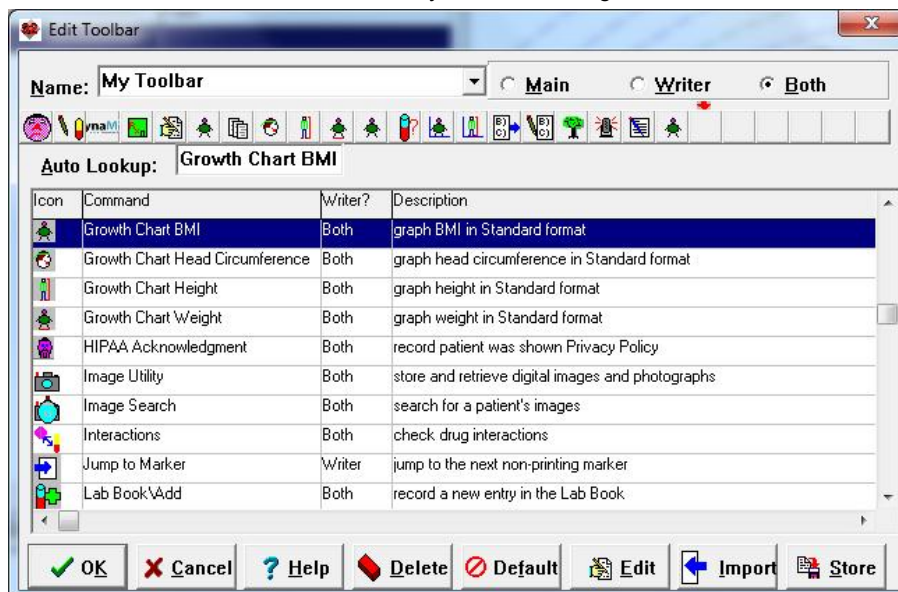 Edit Toolbar
Name: My Toolbar Main Writer Both
ynaM B) C) B) C)
Auto Lookup: Growth Chart BMI
Icon Command Writer? Description
Growth Chart BMI Both graph BMI in Standard format
Growth Chart Head Circumference Both graph head circumference in Standard format
Growth Chart Height Both graph height in Standard format
Growth Chart Weight Both graph weight in Standard format
HIPAA Acknowledgment Both record patient was shown Privacy Policy
Image Utility Both store and retrieve digital images and photographs
Image Search Both search for a patient's images
Interactions Both check drug interactions
Jump to Marker Writer jump to the next non-printing marker
Lab Book\Add Both record a new entry in the Lab Book
OK Cancel Help Delete Default Edit Import Store